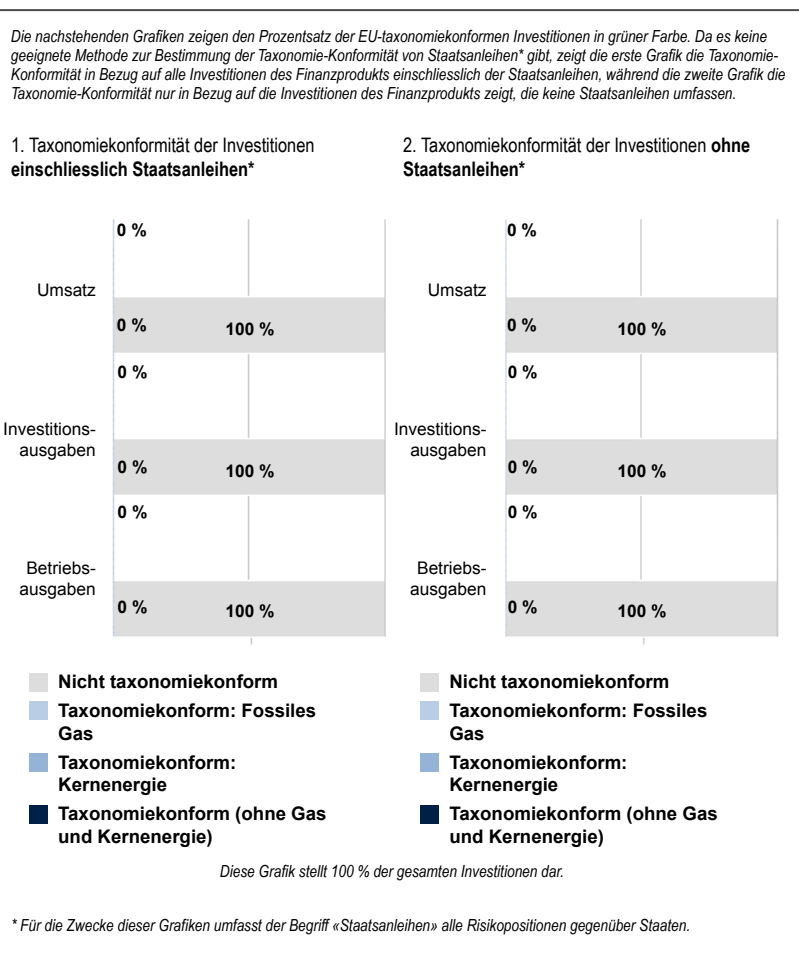 Die nachstehenden Grafiken zeigen den Prozentsatz der EU-taxonomiekonformen Investitionen in grüner Farbe. Da es keine
geeignete Methode zur Bestimmung der Taxonomie-Konformität von Staatsanleihen* gibt, zeigt die erste Grafik die Taxonomie-
Konformität in Bezug auf alle Investitionen des Finanzprodukts einschliesslich der Staatsanleihen, während die zweite Grafik die
Taxonomie-Konformität nur in Bezug auf die Investitionen des Finanzprodukts zeigt, die keine Staatsanleihen umfassen.
1. Taxonomiekonformität der Investitionen
einschliesslich Staatsanleihen*
0 %
Umsatz
0 % 100 %
0 %
Investitions-
ausgaben
0 % 100 %
0 %
Betriebs-
ausgaben
0 % 100 %
Nicht taxonomiekonform
Taxonomiekonform: Fossiles
Gas
Taxonomiekonform:
Kernenergie
Taxonomiekonform (ohne Gas
und Kernenergie)
2. Taxonomiekonformität der Investitionen ohne
Staatsanleihen*
0 %
Umsatz
0 % 100 %
0 %
Investitions-
ausgaben
0 % 100 %
0 %
Betriebs-
ausgaben
0 % 100 %
Nicht taxonomiekonform
Taxonomiekonform: Fossiles
Gas
Taxonomiekonform:
Kernenergie
Taxonomiekonform (ohne Gas
und Kernenergie)
Diese Grafik stellt 100 % der gesamten Investitionen dar.
* Für die Zwecke dieser Grafiken umfasst der Begriff «Staatsanleihen» alle Risikopositionen gegenüber Staaten.